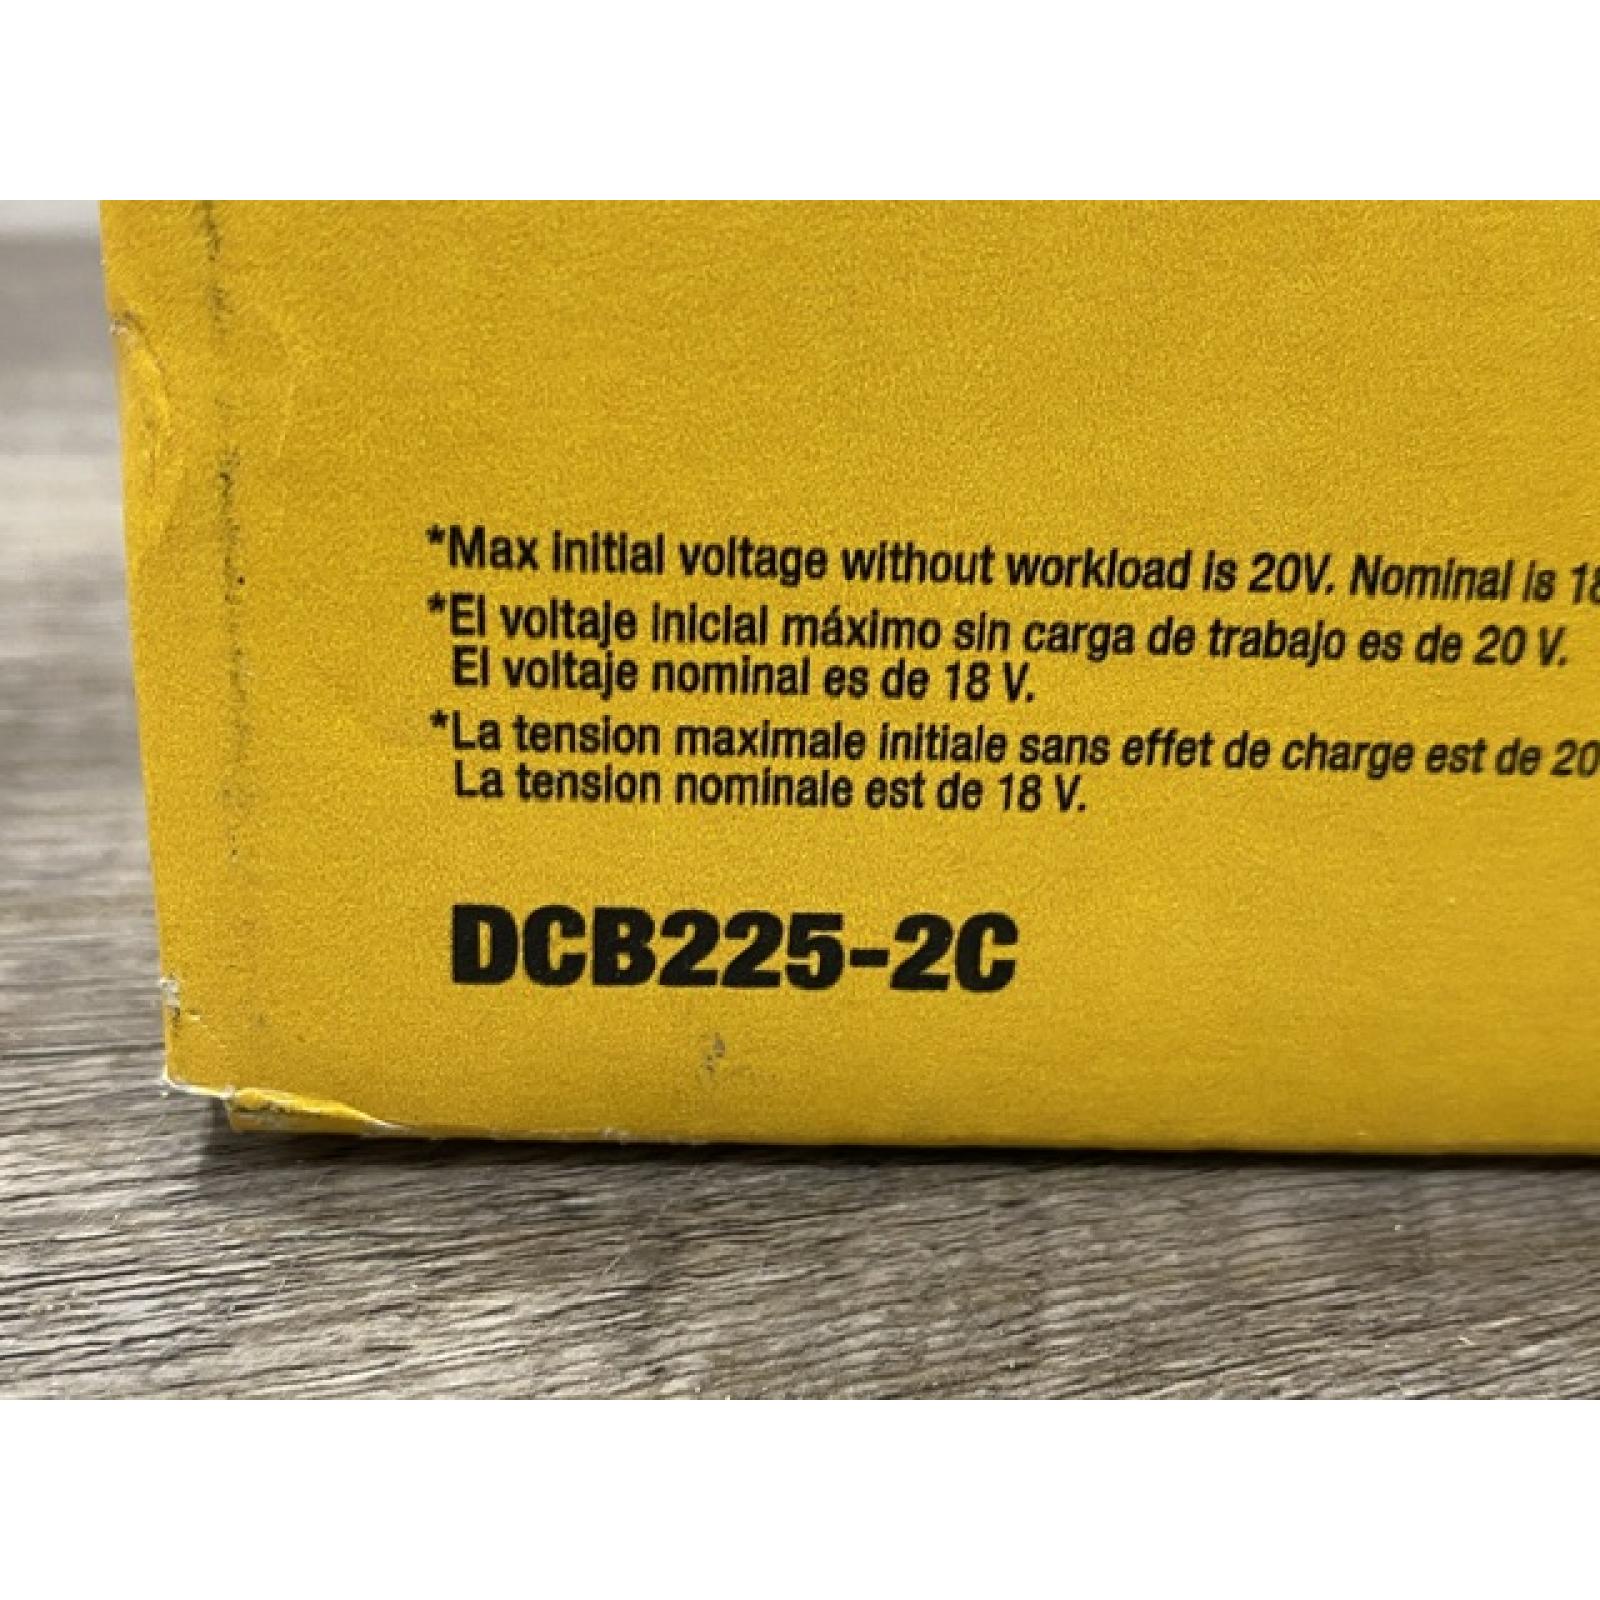 *Max initial voltage without workload is 20V. Nominal is 18
*El voltaje inicial máximo sin carga de trabajo es de 20 V.
El voltaje nominal es de 18 V.
*La tension maximale initiale sans effet de charge est de 20
La tension nominale est de 18 V.
DCB225-2C